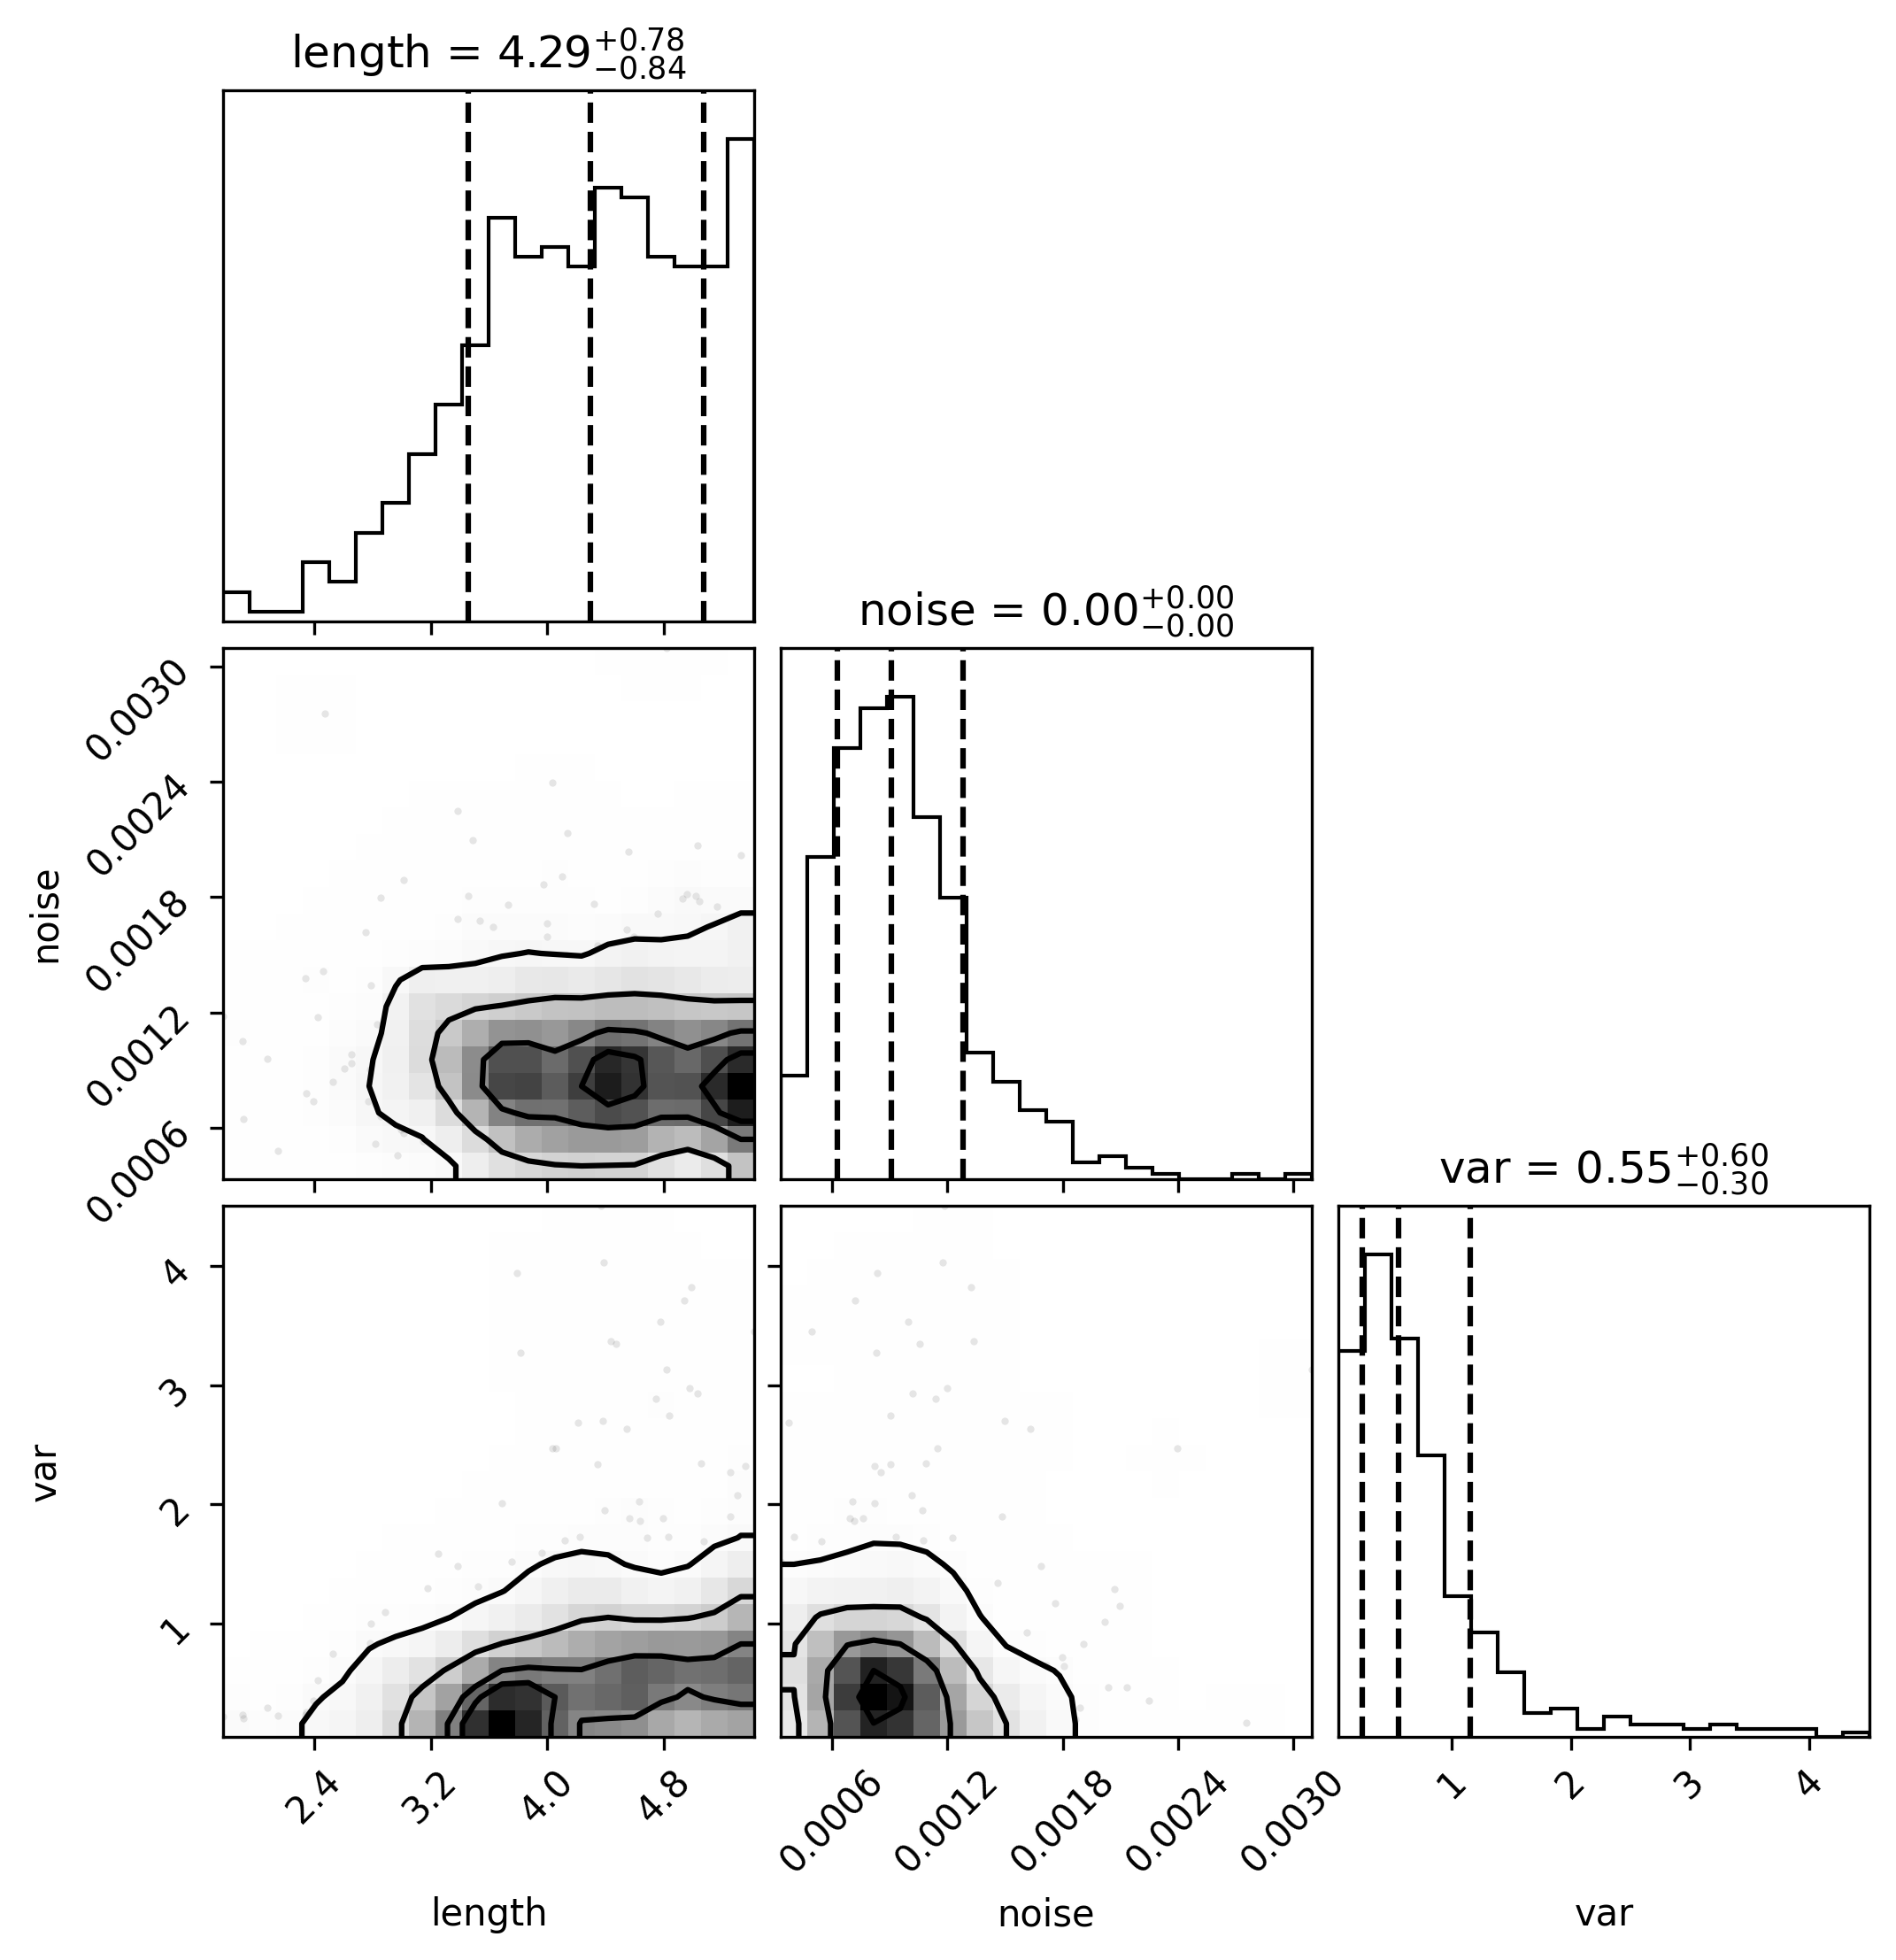 length = 4.29+0.78−0.84
noise = 0.00+0.00−0.00
0.0030
0.0024
0.0018
0.0012
0.0006
noise
var = 0.55+0.60−0.30
4
3
2
1
var
2.4 3.2 4.0 4.8
0.0006 0.0012 0.0018 0.0024 0.0030
1 2 3 4
length noise var